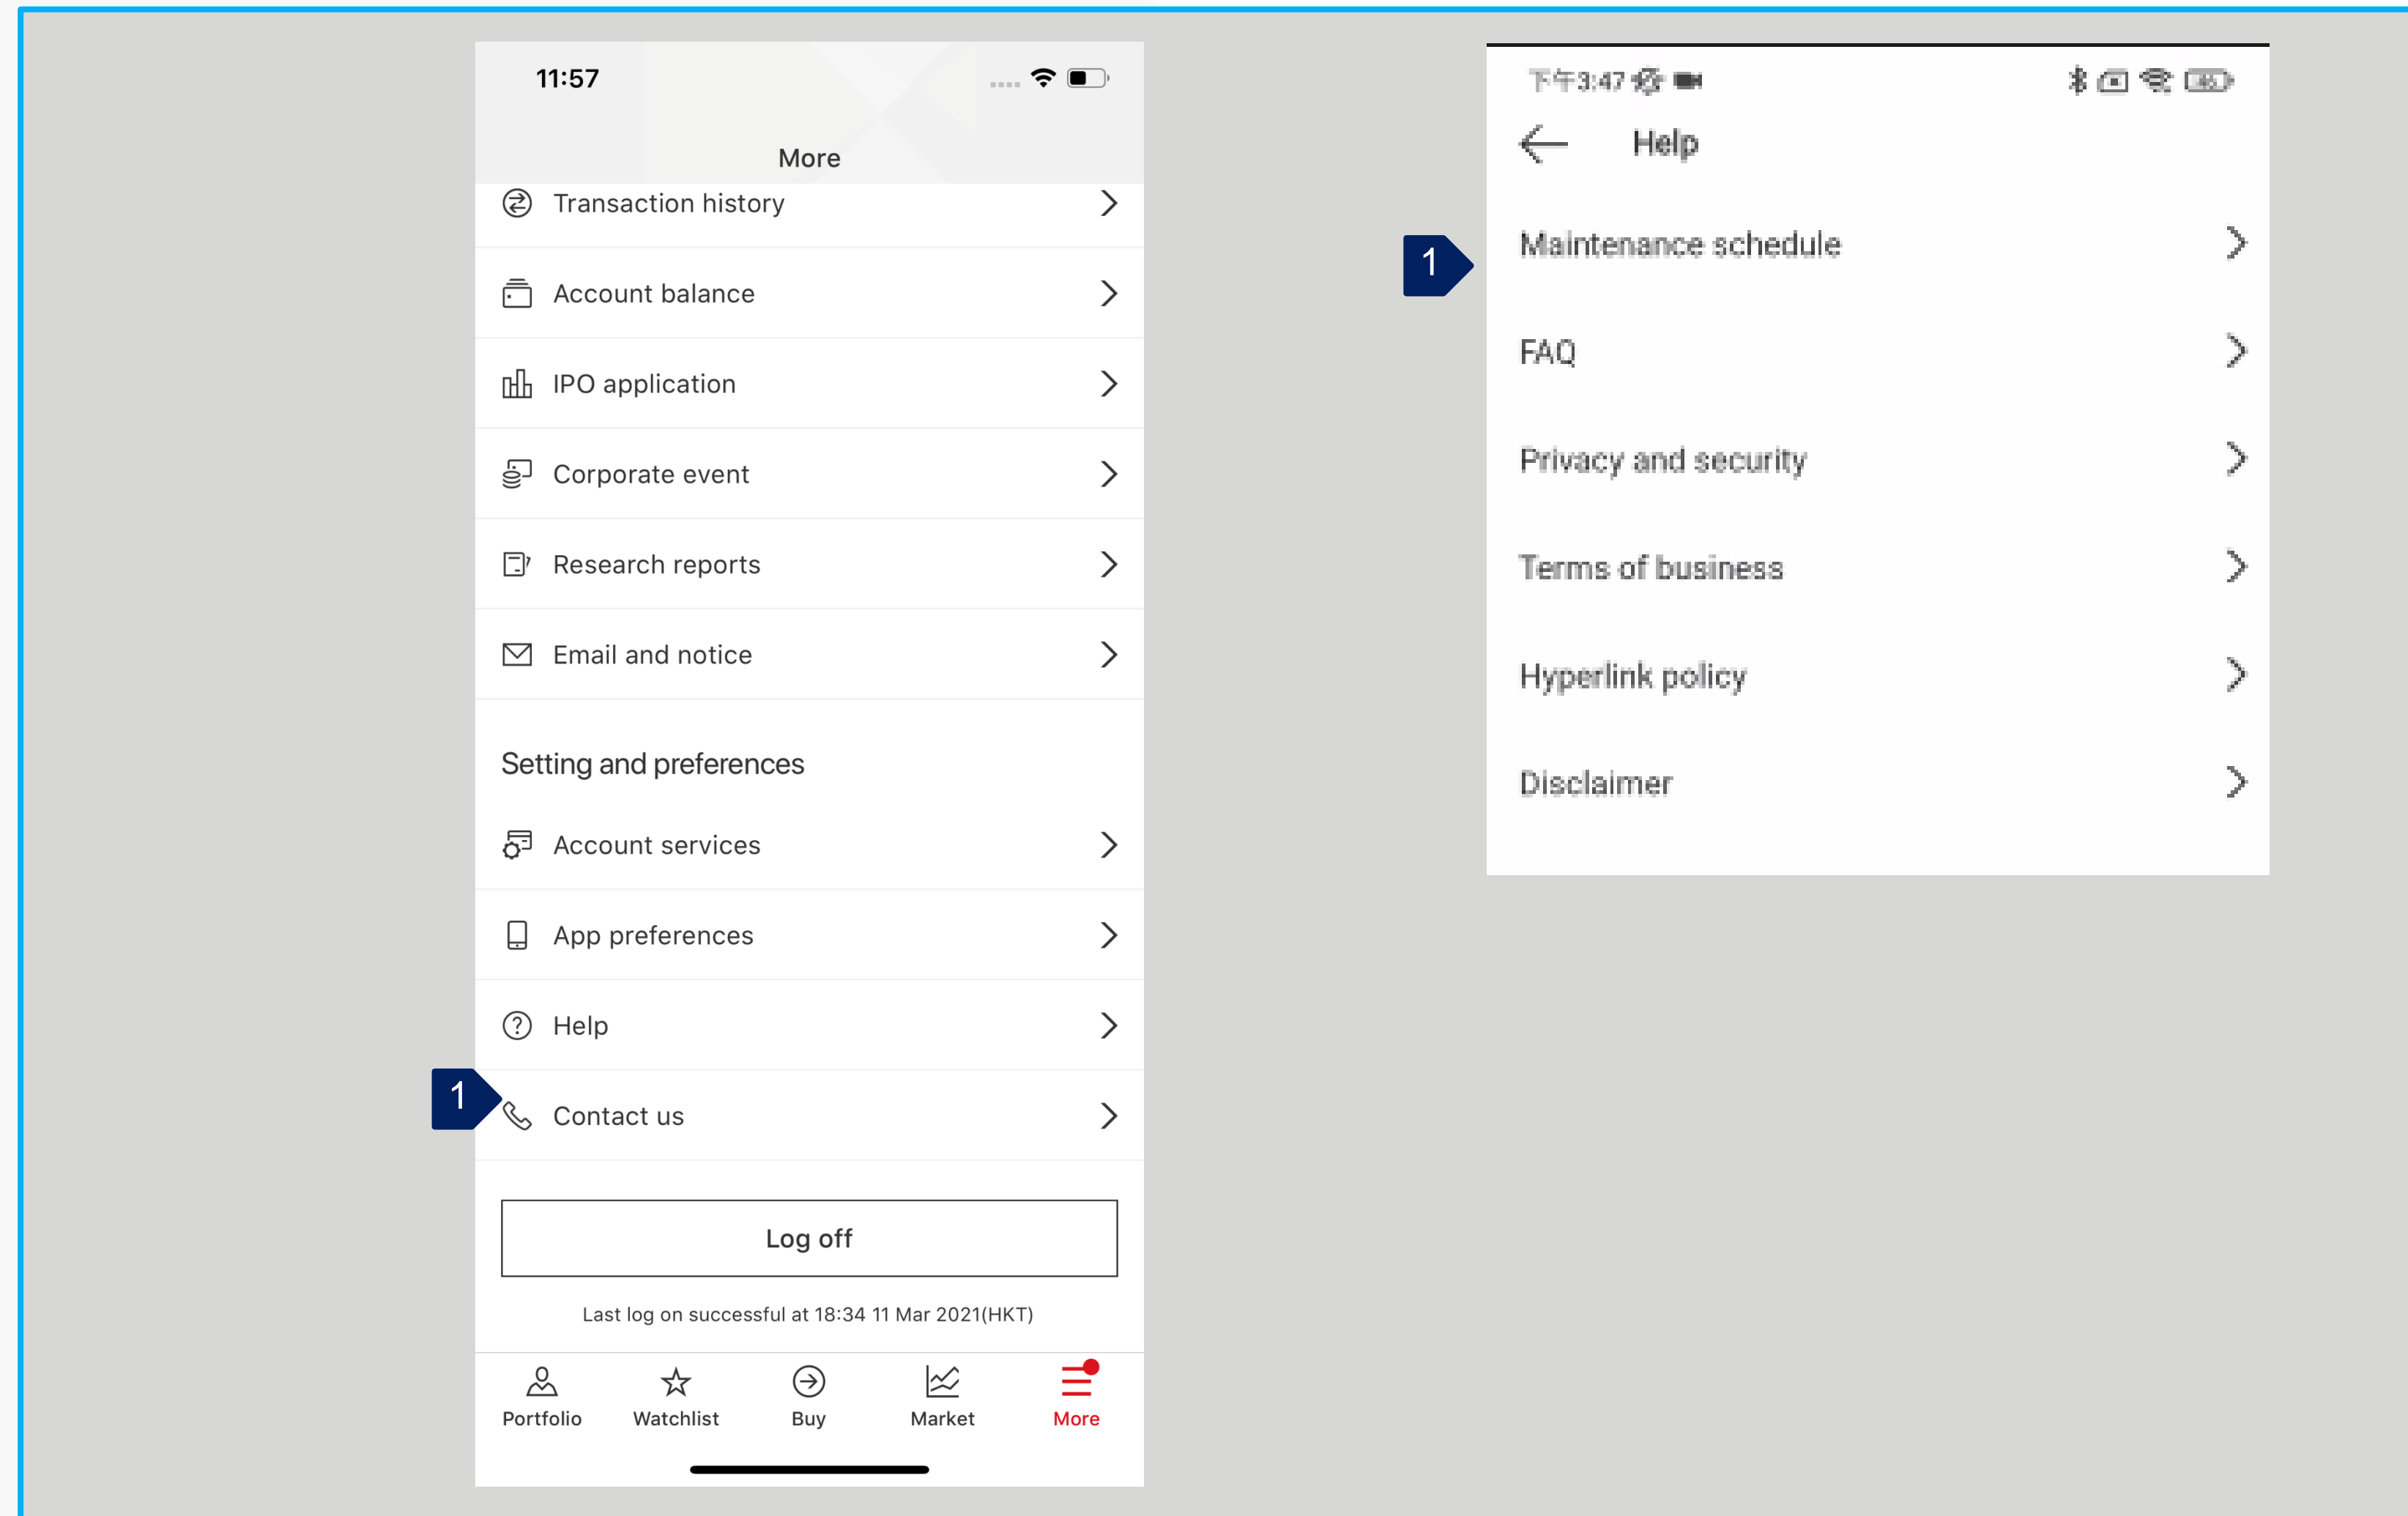 11:57
More
Transaction history
Account balance
IPO application
Corporate event
Research reports
Email and notice
Setting and preferences
Account services
App preferences
Help
1
Contact us
Log off
Last log on successful at 18:34 11 Mar 2021(HKT)
Portfolio Watchlist Buy Market More
下午3:47
Help
1
Maintenance schedule
FAQ
Privacy and security
Terms of business
Hyperlink policy
Disclaimer